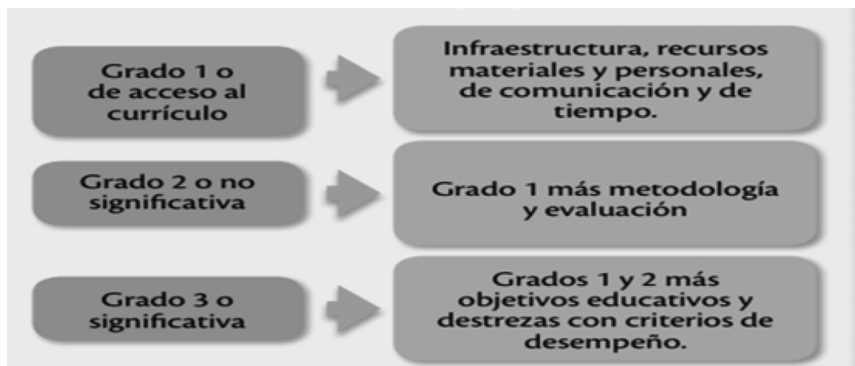 Grado 1 o
de acceso al
currículo
Infraestructura, recursos
materiales y personales,
de comunicación y de
tiempo.
Grado 2 o no
significativa
Grado 1 más metodología
y evaluación
Grado 3 o
significativa
Grados 1 y 2 más
objetivos educativos y
destrezas con criterios de
desempeño.